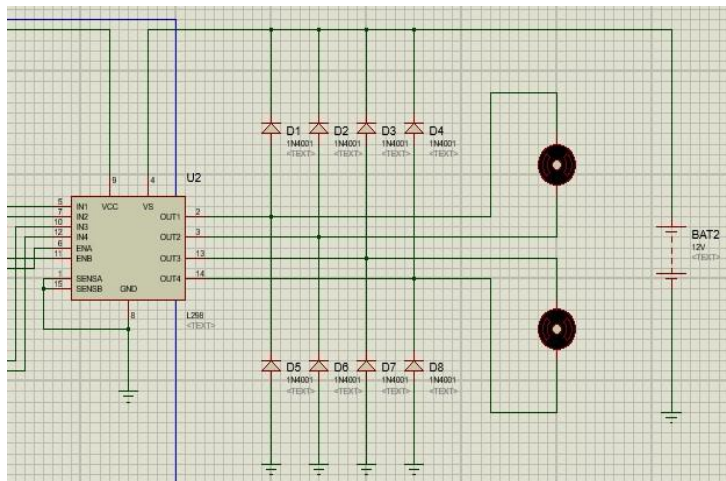 D1
1N4001
<TEXT>
D2
1N4001
<TEXT>
D3
1N4001
<TEXT>
D4
1N4001
<TEXT>
U2
9
4
5
7
10
12
6
11
1
15
IN1
IN2
IN3
IN4
ENA
ENB
SENSA
SENSB
VCC
VS
GND
OUT1
OUT2
OUT3
OUT4
2
3
13
14
8
L298
<TEXT>
BAT2
12V
<TEXT>
D5
1N4001
<TEXT>
D6
1N4001
<TEXT>
D7
1N4001
<TEXT>
D8
1N4001
<TEXT>